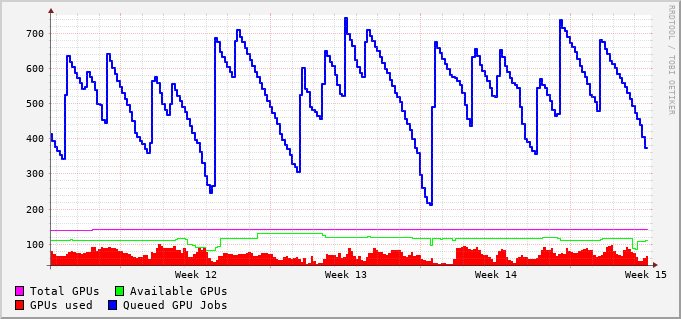 700
600
500
400
300
200
100
Week 12 Week 13 Week 14 Week 15
Total GPUs Available GPUs
GPUs used Queued GPU Jobs
RRDTOOL / TOBI OETIKER